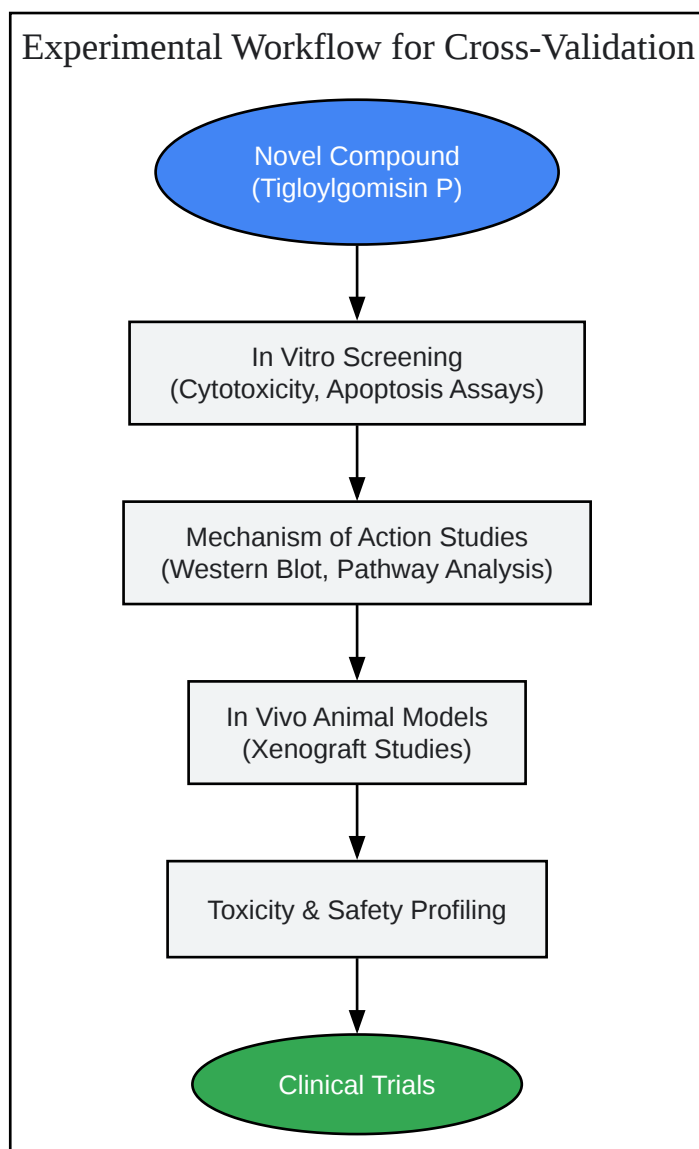 Experimental Workflow for Cross-Validation
Novel Compound
(Tigloylgomisin P)
In Vitro Screening
(Cytotoxicity, Apoptosis Assays)
Mechanism of Action Studies
(Western Blot, Pathway Analysis)
In Vivo Animal Models
(Xenograft Studies)
Toxicity & Safety Profiling
Clinical Trials